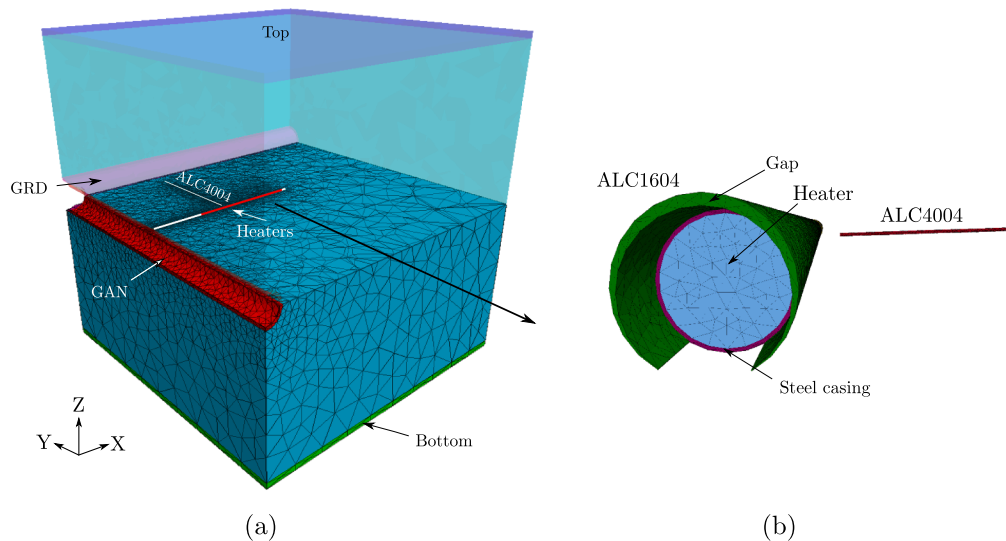 Top
GRD
ALC4004
Heaters
GAN
Z
Y
X
Bottom
(a)
ALC1604
Gap
Heater
ALC4004
Steel casing
(b)